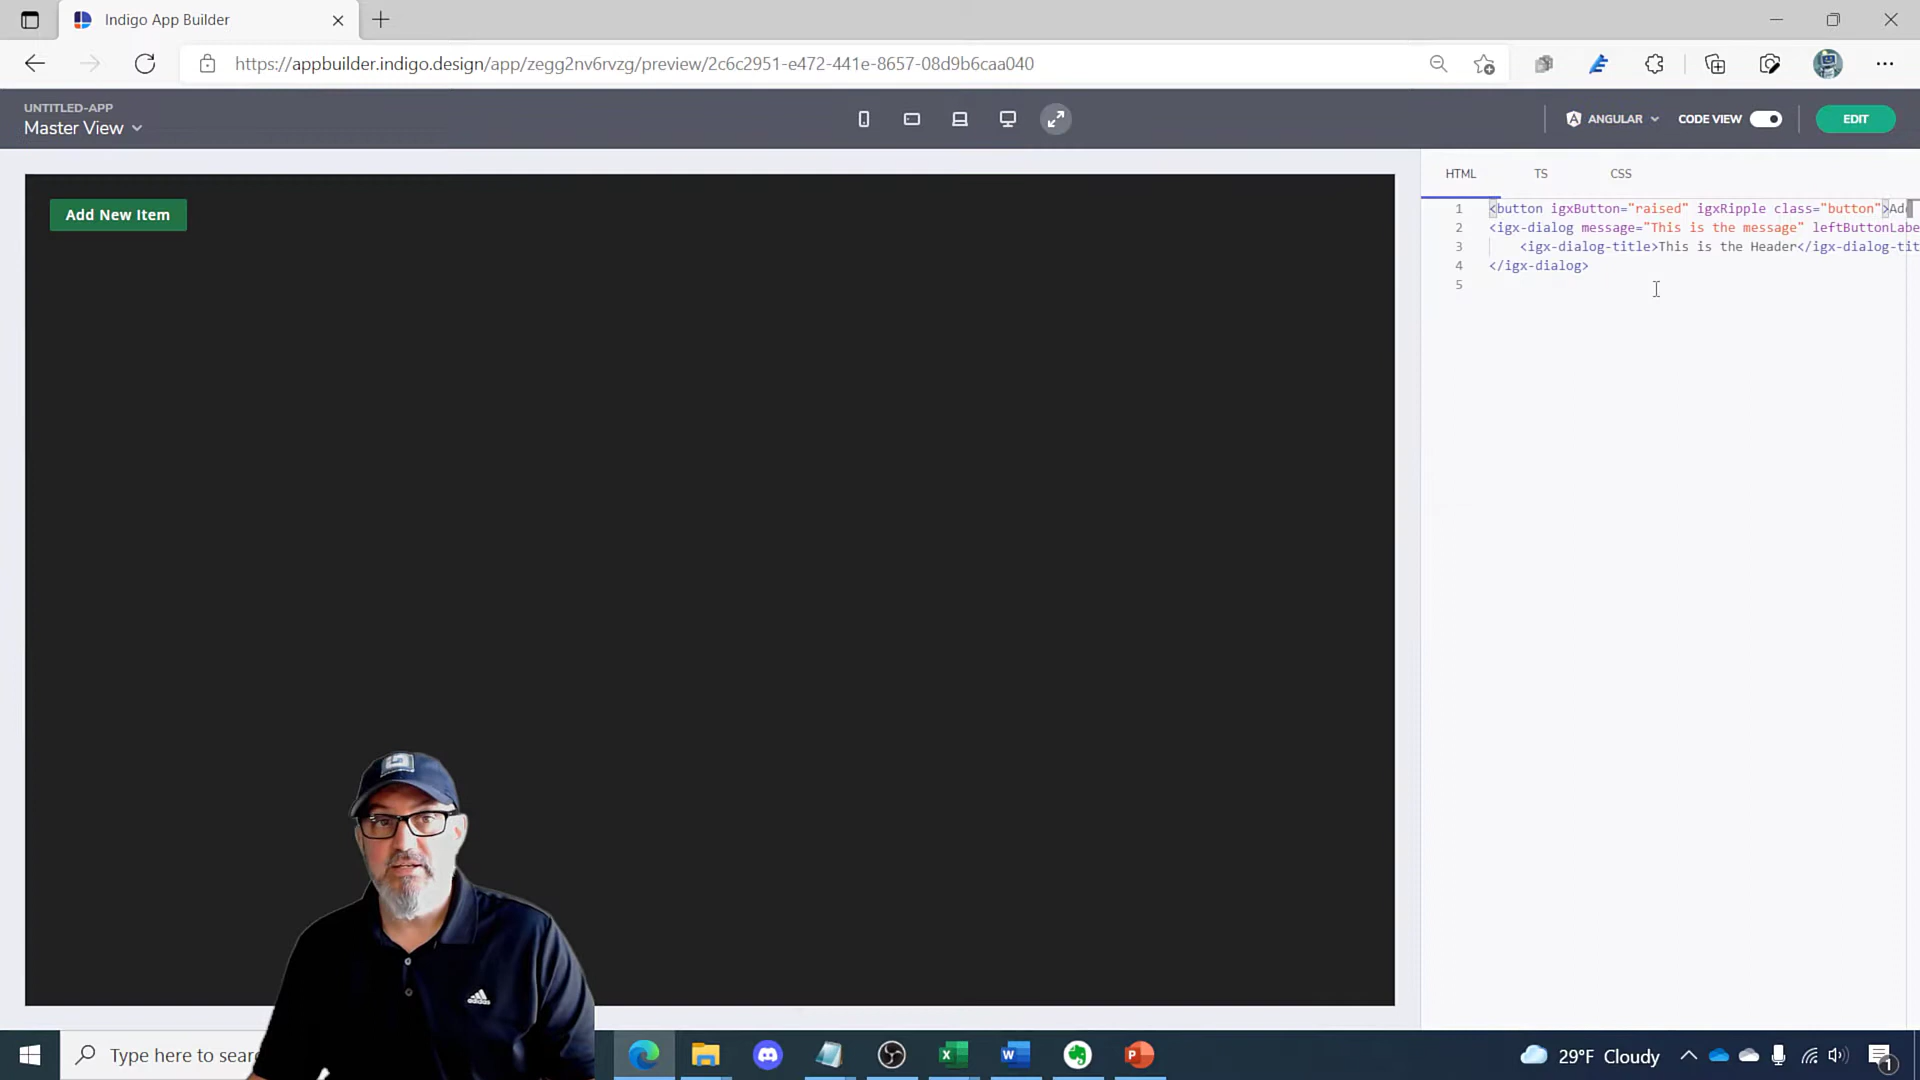 Indigo App Builder
https://appbuilder.indigo.design/app/zegg2nv6rvzg/preview/2c6c2951-e472-441e-8657-08d9b6caa040
UNTITLED-APP
Master View
ANGULAR
CODE VIEW
EDIT
HTML
TS
CSS
Add New Item
1 <button igxButton="raised" igxRipple class="button">Ad
2 <igx-dialog message="This is the message" leftButtonLabe
3 <igx-dialog-title>This is the Header</igx-dialog-tit
4 </igx-dialog>
5
adidas
Type here to sear
29°F Cloudy
1